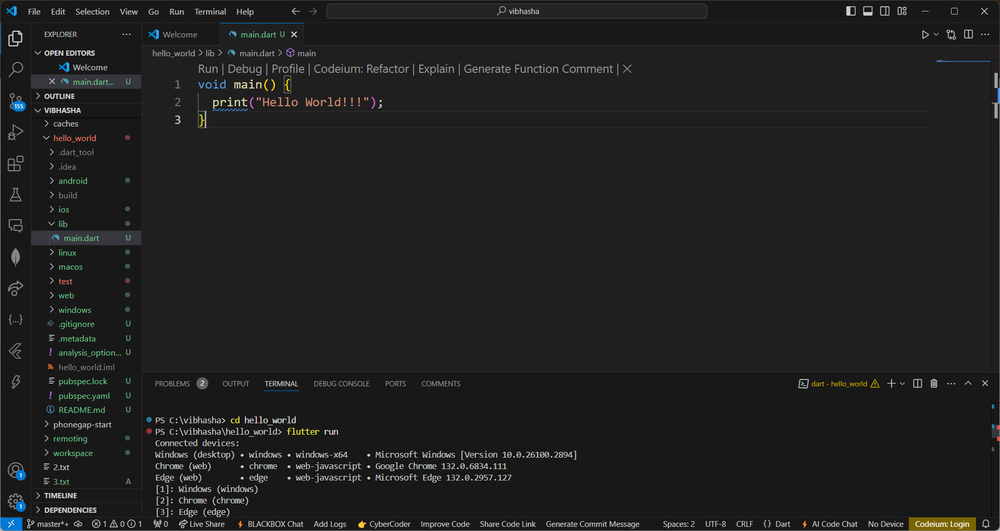 File Edit Selection View Go Run Terminal Help
vibhasha
EXPLORER
OPEN EDITORS
Welcome
main.dart... U
OUTLINE
VIBHASHA
caches
hello_world
.dart_tool
.idea
android
build
ios
lib
main.dart U
linux
macos
test
web
windows
.gitignore U
.metadata U
analysis_option... U
hello_world.iml
pubspec.lock U
pubspec.yaml U
README.md U
phonegap-start
remoting
workspace
2.txt
3.txt A
TIMELINE
DEPENDENCIES
155
1
1
Welcome
main.dart U
hello_world > lib > main.dart > main
Run | Debug | Profile | Codeium: Refactor | Explain | Generate Function Comment | X
1 void main() {
2 print("Hello World!!!");
3 }
PROBLEMS 2 OUTPUT TERMINAL DEBUG CONSOLE PORTS COMMENTS
dart - hello_world
PS C:\vibhasha> cd hello_world
PS C:\vibhasha\hello_world> flutter run
Connected devices:
Windows (desktop) • windows • windows-x64 • Microsoft Windows [Version 10.0.26100.2894]
Chrome (web) • chrome • web-javascript • Google Chrome 132.0.6834.111
Edge (web) • edge • web-javascript • Microsoft Edge 132.0.2957.127
[1]: Windows (windows)
[2]: Chrome (chrome)
[3]: Edge (edge)
master*+ 1 0 1 0 Live Share BLACKBOX Chat Add Logs CyberCoder Improve Code Share Code Link Generate Commit Message Spaces: 2 UTF-8 CRLF {} Dart AI Code Chat No Device Codeium: Login